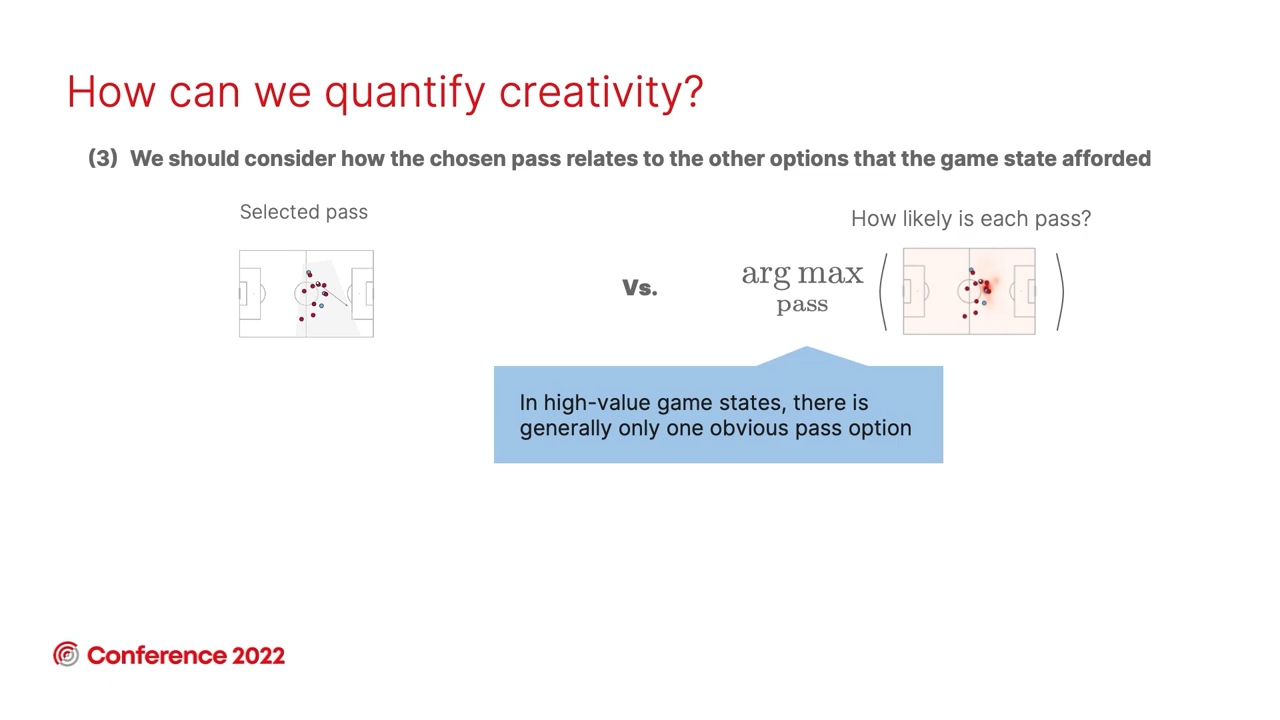 How can we quantify creativity?
(3) We should consider how the chosen pass relates to the other options that the game state afforded
Selected pass
How likely is each pass?
Vs.
arg max
pass
In high-value game states, there is
generally only one obvious pass option
Conference 2022